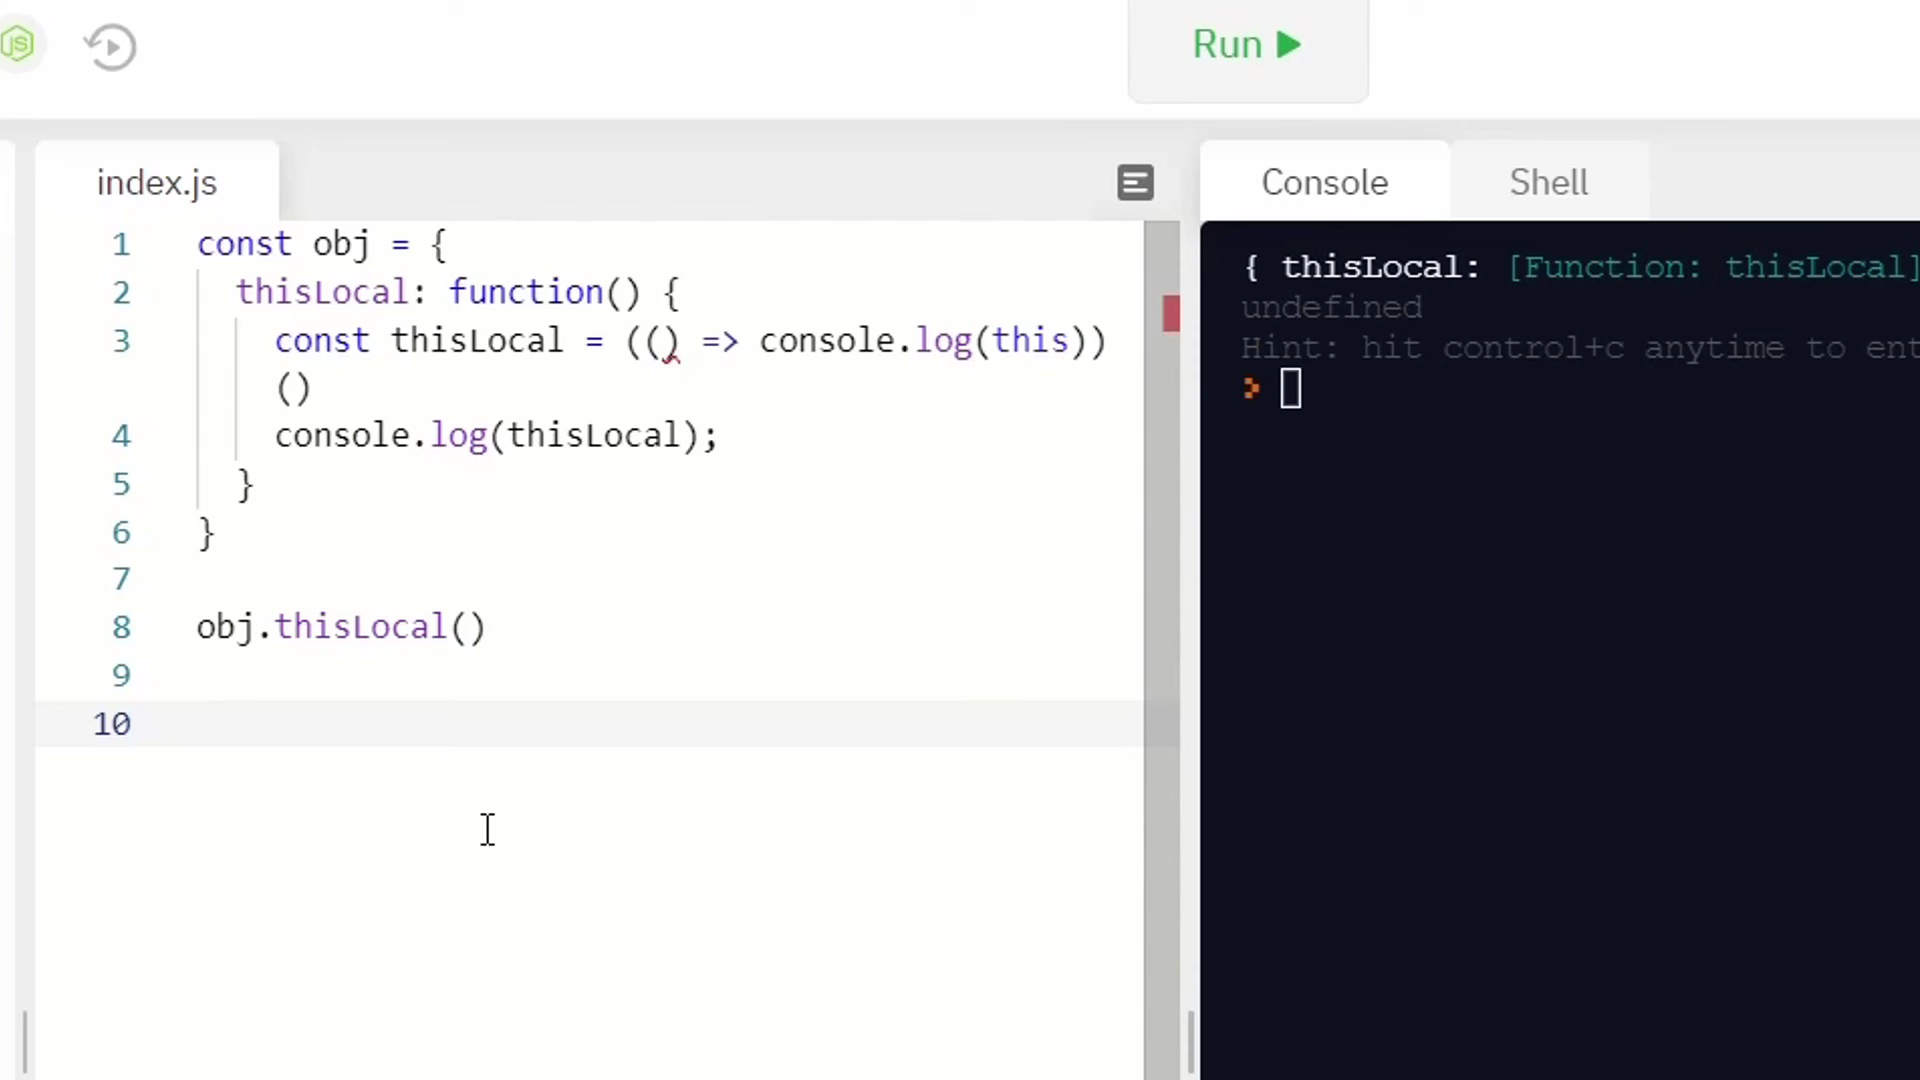 JS
Run
index.js
Console
Shell
1 const obj = {
2 thisLocal: function() {
3 const thisLocal = (() => console.log(this))
()
4 console.log(thisLocal);
5 }
6 }
7
8 obj.thisLocal()
9
10
{ thisLocal: [Function: thisLocal]
undefined
Hint: hit control+c anytime to ent